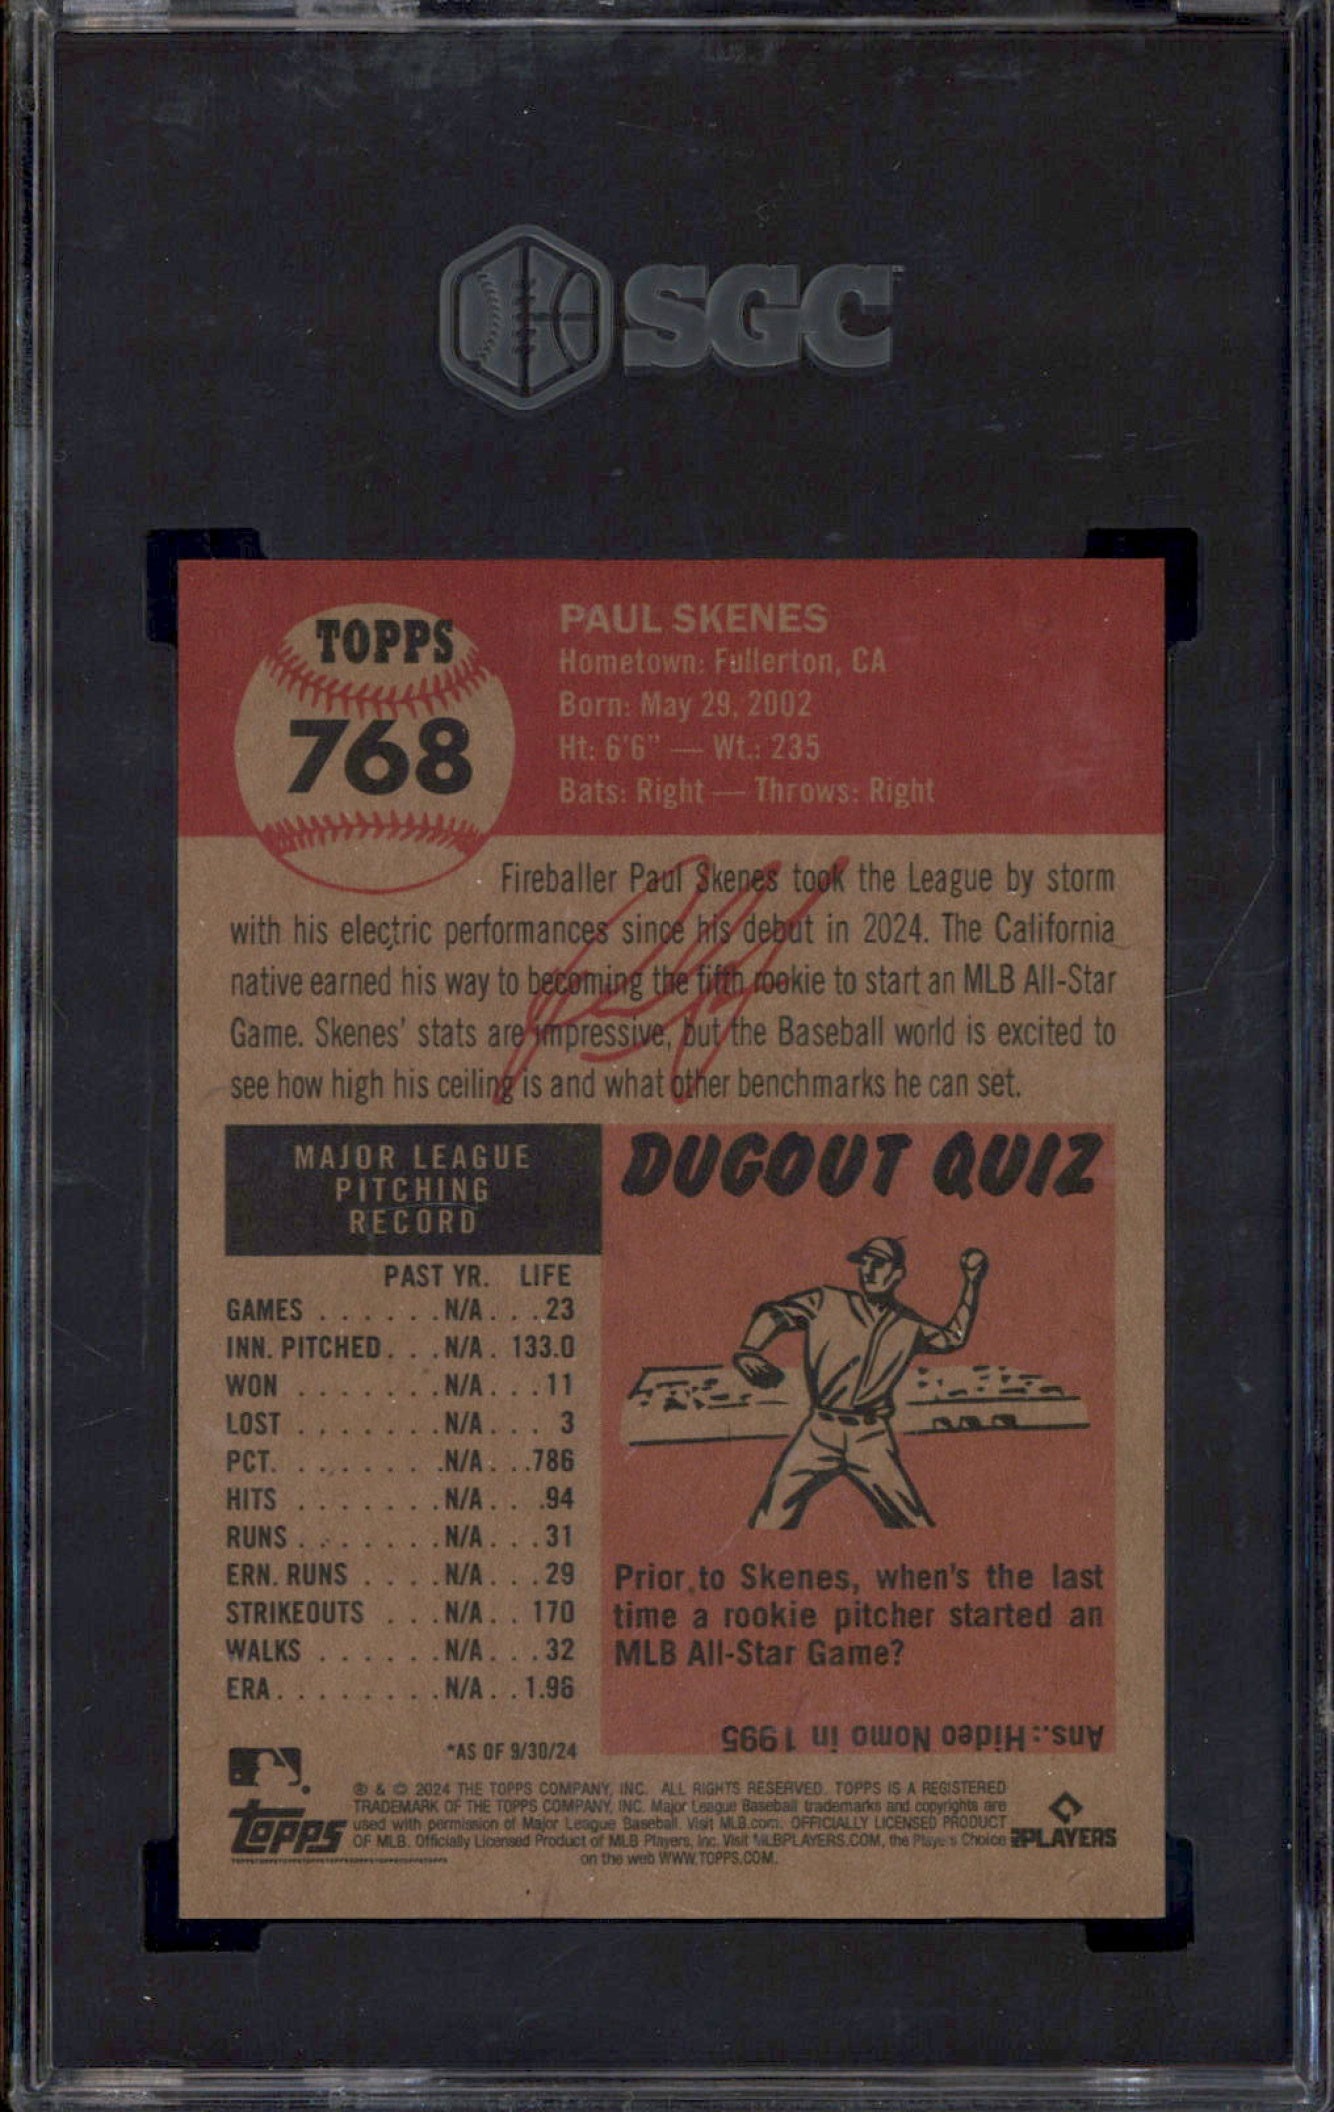 SGC
TOPPS
768
PAUL SKENES
Hometown: Fullerton, CA
Born: May 29, 2002
Ht: 6'6" — Wt.: 235
Bats: Right — Throws: Right
Fireballer Paul Skenes took the League by storm
with his electric performances since his debut in 2024. The California
native earned his way to becoming the fifth rookie to start an MLB All-Star
Game. Skenes' stats are impressive, but the Baseball world is excited to
see how high his ceiling is and what other benchmarks he can set.
MAJOR LEAGUE
PITCHING
RECORD
PAST YR. LIFE
GAMES . . . . . . N/A . . . 23
INN. PITCHED . . . N/A . 133.0
WON . . . . . . . N/A . . . 11
LOST . . . . . . . N/A . . . 3
PCT. . . . . . . . N/A . . .786
HITS . . . . . . . N/A . . . 94
RUNS . . . . . . . N/A . . . 31
ERN. RUNS . . . . N/A . . . 29
STRIKEOUTS . . . N/A . . 170
WALKS . . . . . . N/A . . . 32
ERA . . . . . . . . N/A . . 1.96
*AS OF 9/30/24
DUGOUT QUIZ
Prior to Skenes, when's the last
time a rookie pitcher started an
MLB All-Star Game?
Ans.: Hideo Nomo in 1995
® & © 2024 THE TOPPS COMPANY, INC. ALL RIGHTS RESERVED. TOPPS IS A REGISTERED
TRADEMARK OF THE TOPPS COMPANY, INC. Major League Baseball trademarks and copyrights are
used with permission of Major League Baseball. Visit MLB.com. OFFICIALLY LICENSED PRODUCT
OF MLB. Officially Licensed Product of MLB Players, Inc. Visit MLBPLAYERS.COM, the Players Choice
on the web WWW.TOPPS.COM.
Topps
PLAYERS